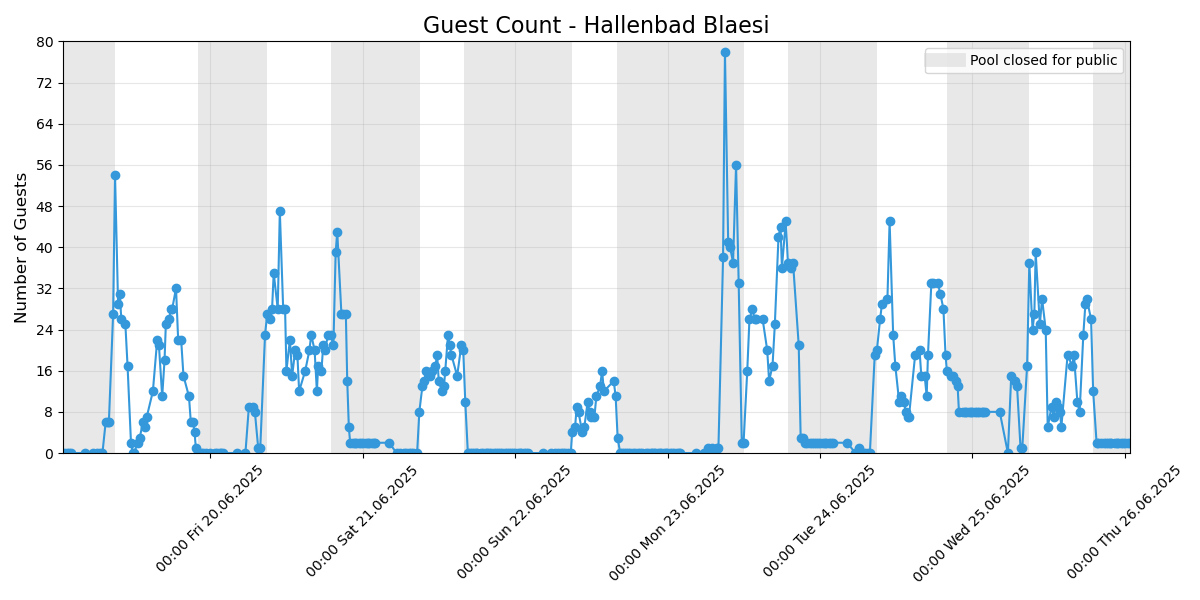 Guest Count - Hallenbad Blaesi
Pool closed for public
Number of Guests
80
72
64
56
48
40
32
24
16
8
0
00:00 Fri 20.06.2025
00:00 Sat 21.06.2025
00:00 Sun 22.06.2025
00:00 Mon 23.06.2025
00:00 Tue 24.06.2025
00:00 Wed 25.06.2025
00:00 Thu 26.06.2025